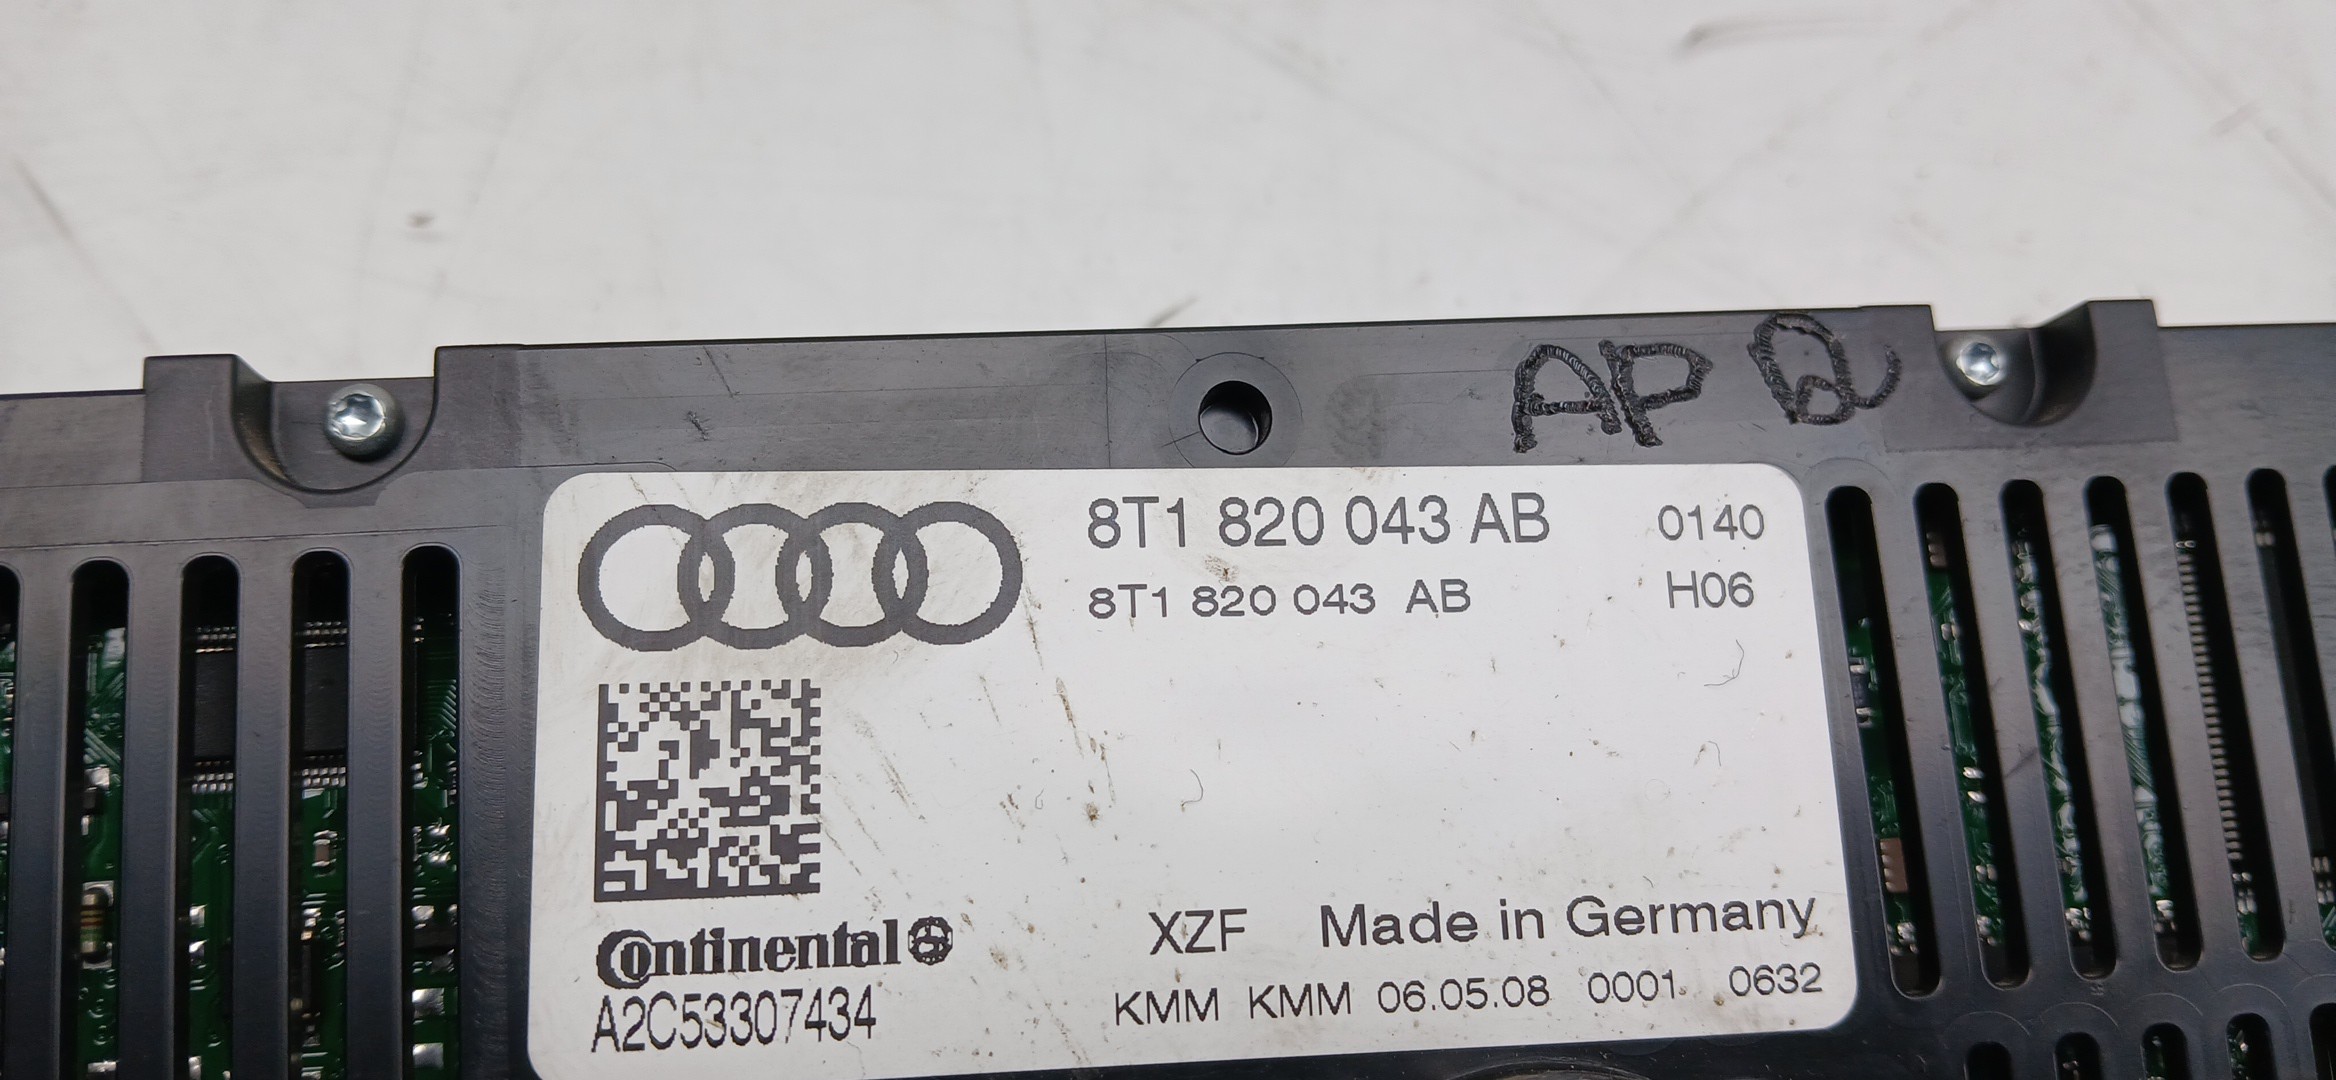 AP Q
8T1 820 043 AB 0140
8T1 820 043 AB H06
Continental
XZF Made in Germany
A2C53307434
KMM KMM 06.05.08 0001 0632